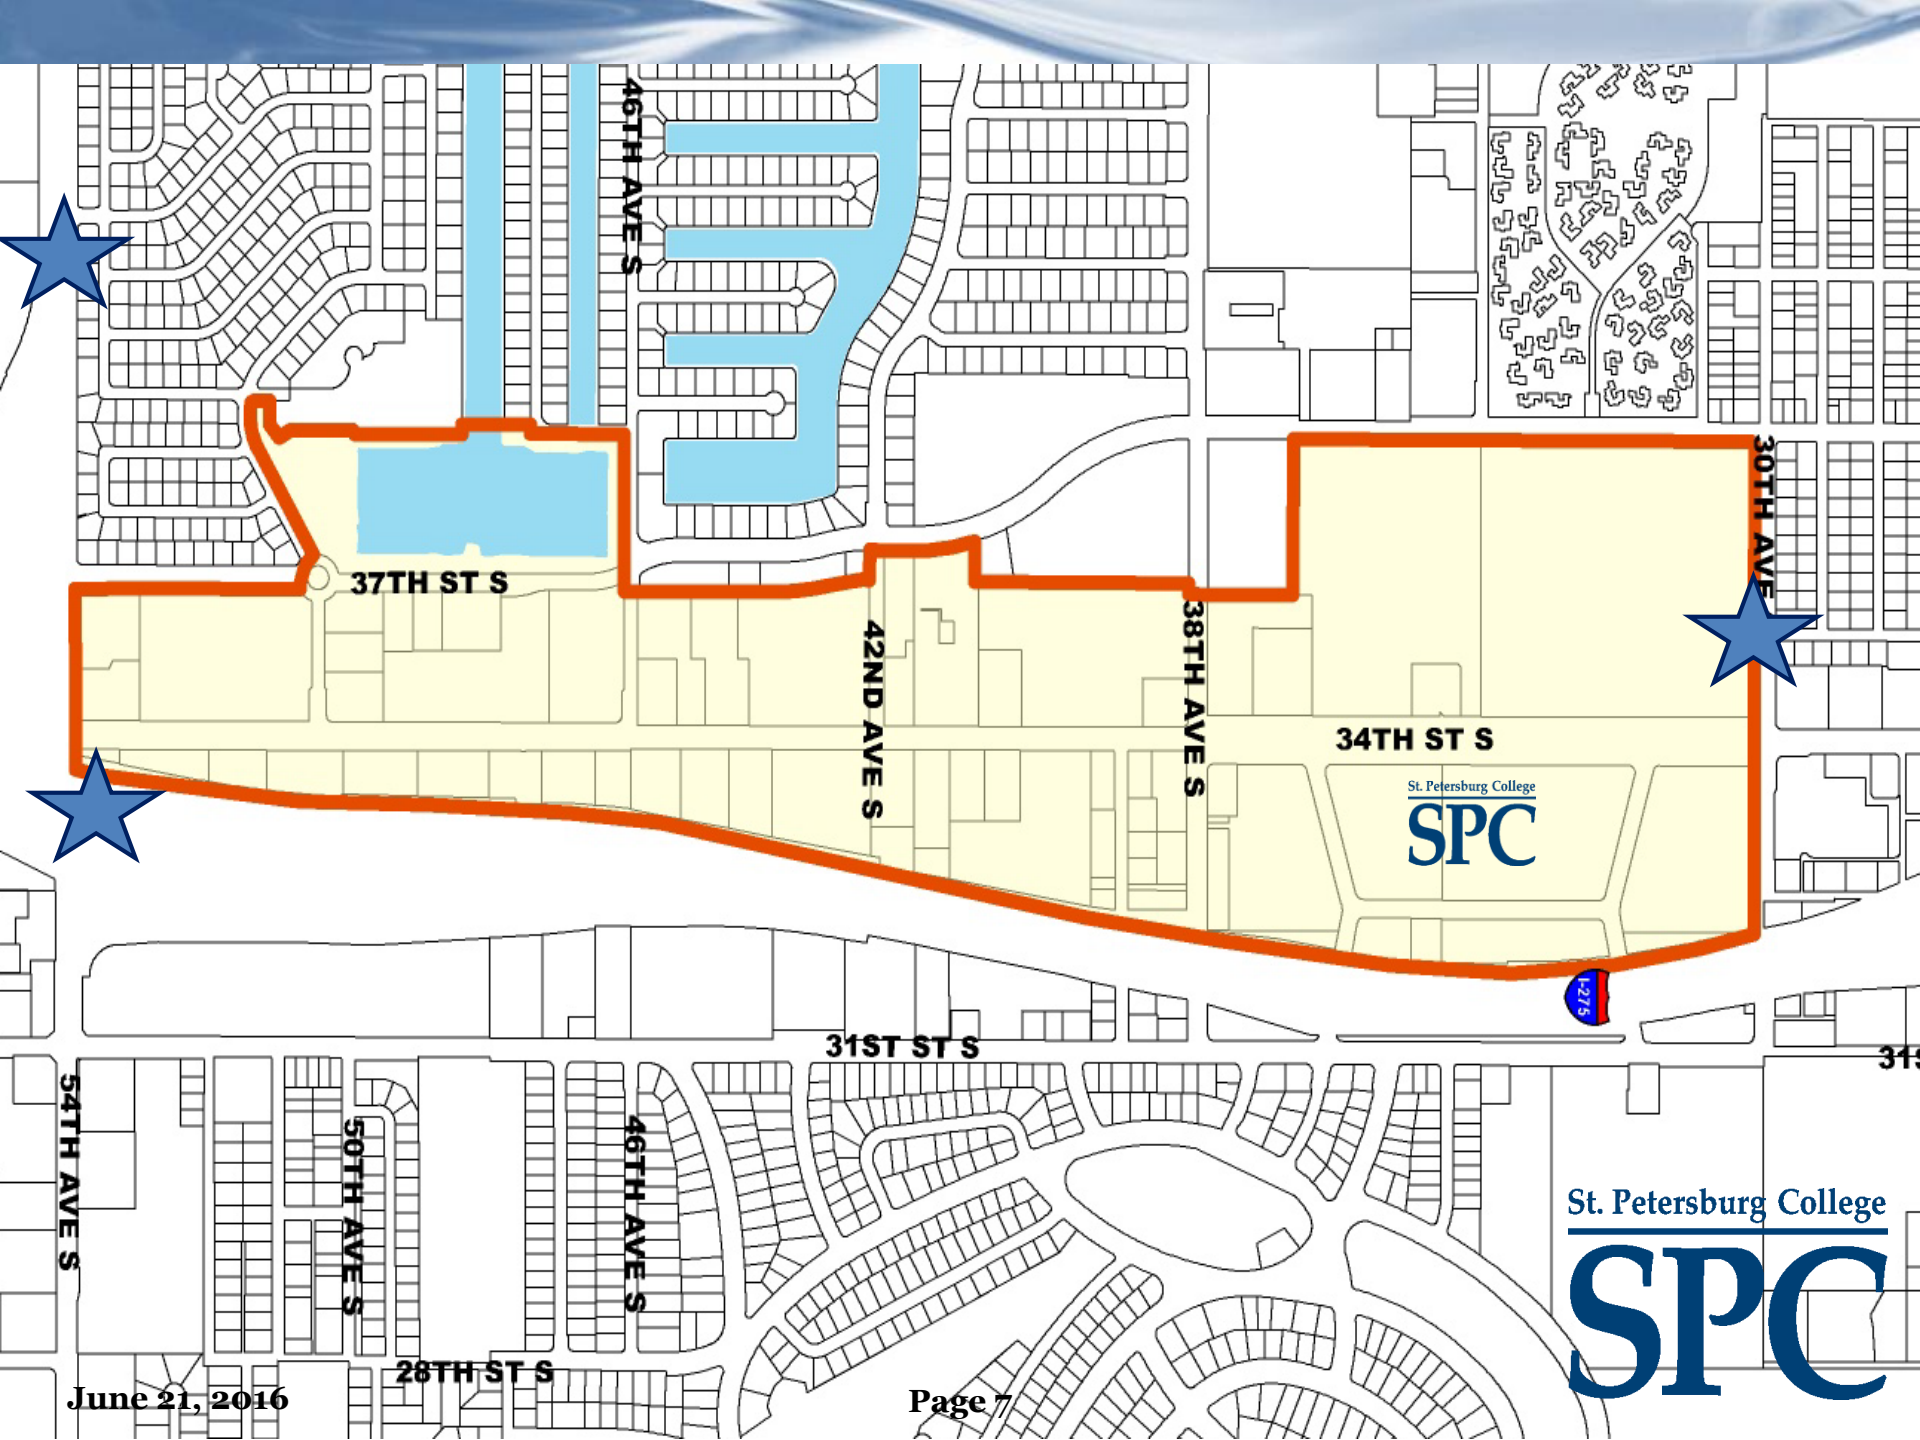 46TH AVE S
30TH AVE
37TH ST S
38TH AVE S
42ND AVE S
34TH ST S
St. Petersburg College
SPC
I-275
31ST ST S
31S
54TH AVE S
50TH AVE S
46TH AVE S
St. Petersburg College
SPC
28TH ST S
June 21, 2016
Page 7